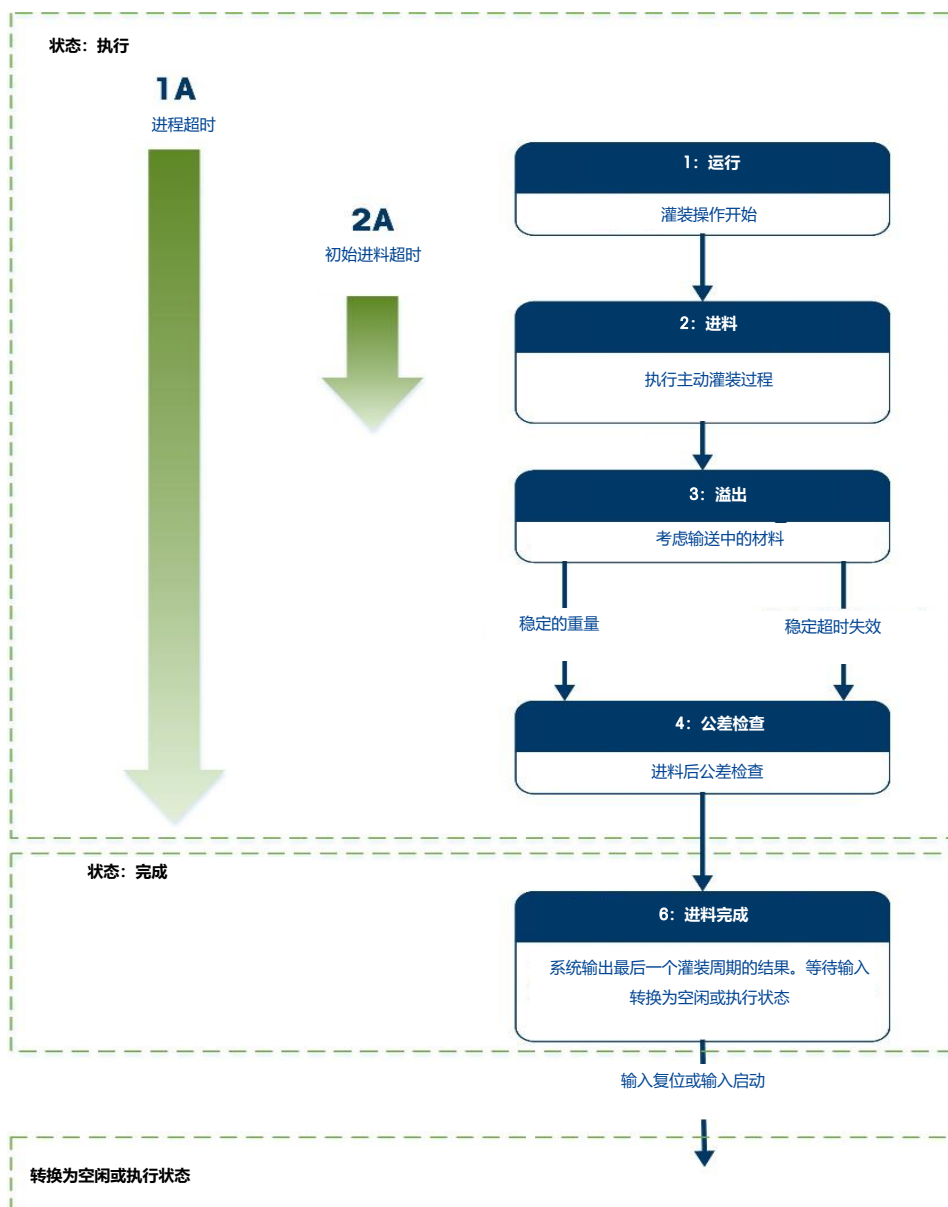 状态：执行
1A
进程超时
2A
初始进料超时
1：运行
灌装操作开始
2：进料
执行主动灌装过程
3：溢出
考虑输送中的材料
稳定的重量
稳定超时失效
4：公差检查
进料后公差检查
状态：完成
6：进料完成
系统输出最后一个灌装周期的结果。等待输入
转换为空闲或执行状态
输入复位或输入启动
转换为空闲或执行状态